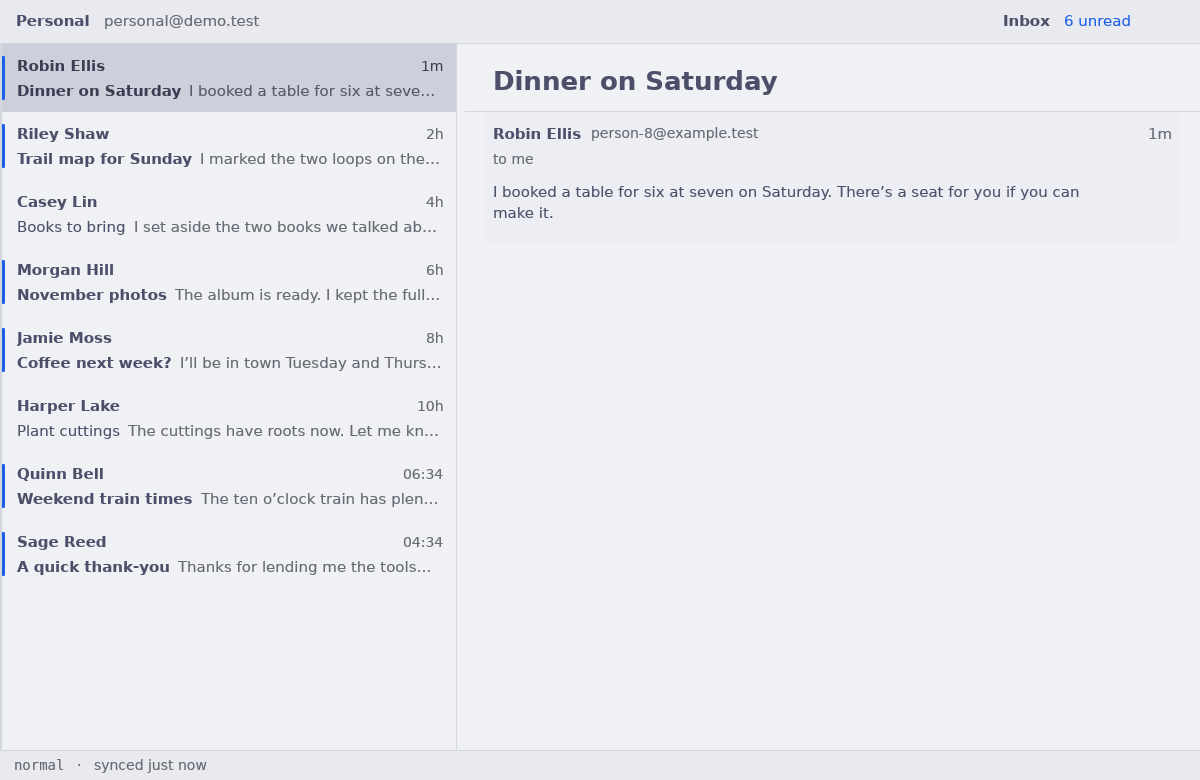 Personal personal@demo.test Inbox 6 unread
Robin Ellis 1m
Dinner on Saturday I booked a table for six at seve…
Riley Shaw 2h
Trail map for Sunday I marked the two loops on the…
Casey Lin 4h
Books to bring I set aside the two books we talked ab…
Morgan Hill 6h
November photos The album is ready. I kept the full…
Jamie Moss 8h
Coffee next week? I’ll be in town Tuesday and Thurs…
Harper Lake 10h
Plant cuttings The cuttings have roots now. Let me kn…
Quinn Bell 06:34
Weekend train times The ten o’clock train has plen…
Sage Reed 04:34
A quick thank-you Thanks for lending me the tools…
Dinner on Saturday
Robin Ellis person-8@example.test 1m
to me
I booked a table for six at seven on Saturday. There’s a seat for you if you can
make it.
normal · synced just now